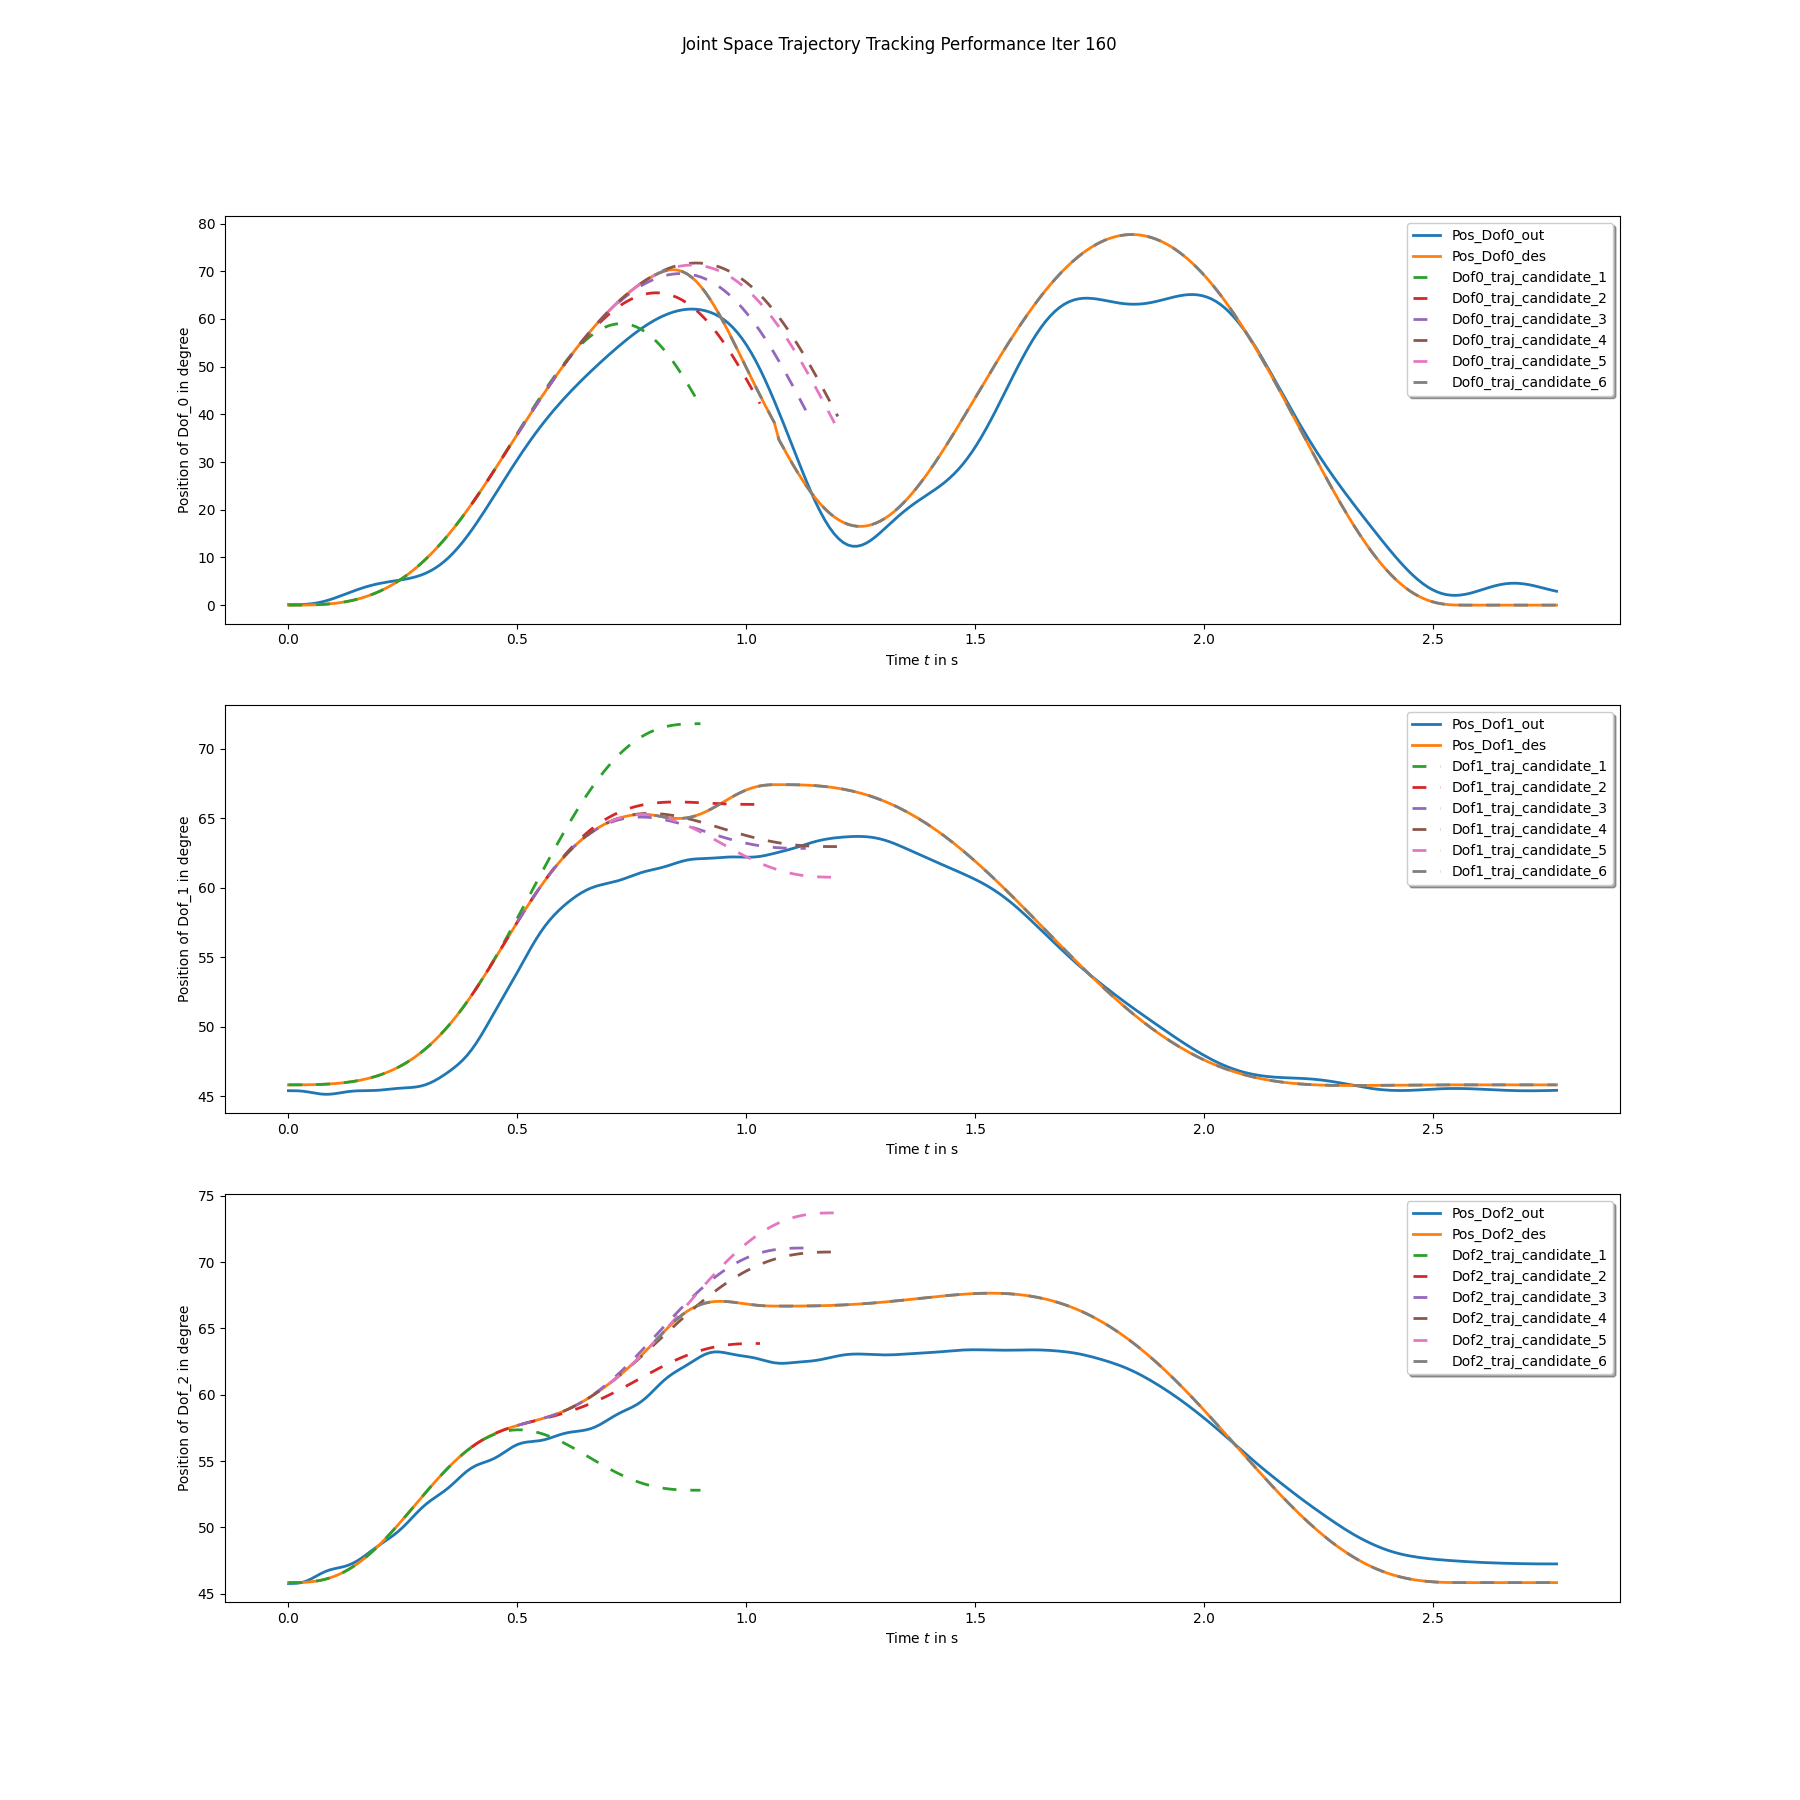 Joint Space Trajectory Tracking Performance Iter 160
Position of Dof_0 in degree
80
70
60
50
40
30
20
10
0
0.0 0.5 1.0 1.5 2.0 2.5
Time t in s
Pos_Dof0_out
Pos_Dof0_des
Dof0_traj_candidate_1
Dof0_traj_candidate_2
Dof0_traj_candidate_3
Dof0_traj_candidate_4
Dof0_traj_candidate_5
Dof0_traj_candidate_6
Position of Dof_1 in degree
70
65
60
55
50
45
0.0 0.5 1.0 1.5 2.0 2.5
Time t in s
Pos_Dof1_out
Pos_Dof1_des
Dof1_traj_candidate_1
Dof1_traj_candidate_2
Dof1_traj_candidate_3
Dof1_traj_candidate_4
Dof1_traj_candidate_5
Dof1_traj_candidate_6
Position of Dof_2 in degree
75
70
65
60
55
50
45
0.0 0.5 1.0 1.5 2.0 2.5
Time t in s
Pos_Dof2_out
Pos_Dof2_des
Dof2_traj_candidate_1
Dof2_traj_candidate_2
Dof2_traj_candidate_3
Dof2_traj_candidate_4
Dof2_traj_candidate_5
Dof2_traj_candidate_6